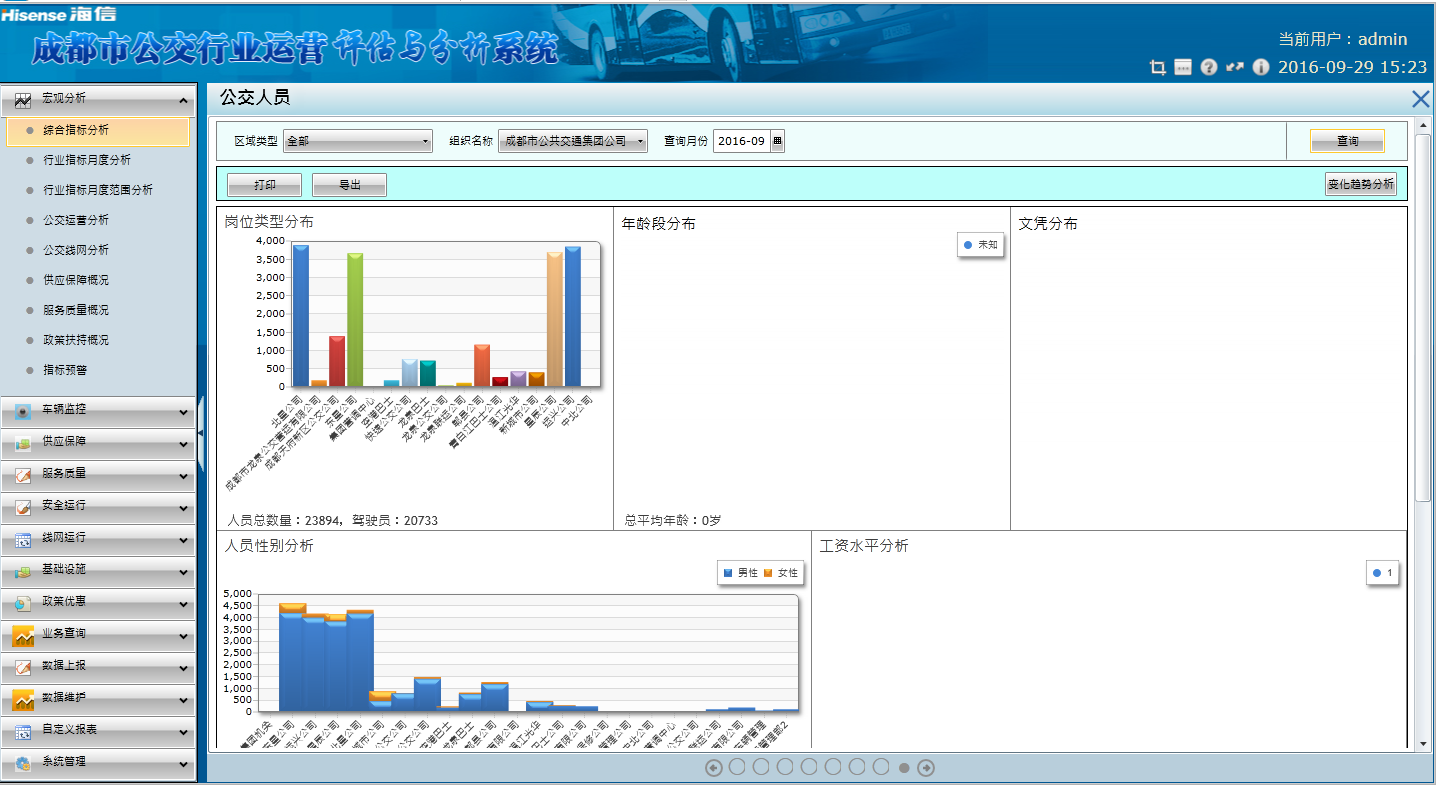 Hisense 海信
成都市公交行业运营评估与分析系统
当前用户：admin
2016-09-29 15:23
宏观分析
综合指标分析
行业指标月度分析
行业指标月度范围分析
公交运营分析
公交线网分析
供应保障概况
服务质量概况
政策扶持概况
指标预警
车辆监控
供应保障
服务质量
安全运行
线网运行
基础设施
政策优惠
业务查询
数据上报
数据维护
自定义报表
系统管理
公交人员
区域类型 全部 组织名称 成都市公共交通集团公司 查询月份 2016-09 查询
打印 导出 变化趋势分析
岗位类型分布
4,000
3,500
3,000
2,500
2,000
1,500
1,000
500
0
北星公司
成都市龙泉公交营运有限公司
成都天府新区公交公司
东星公司
集团营调中心
快速公交公司
龙泉巴士
龙泉公交公司
龙泉联运公司
郫县公司
青白江巴士公司
温江光华
新城市公司
星辰公司
运兴公司
中北公司
人员总数量：23894，驾驶员：20733
年龄段分布
未知
总平均年龄：0岁
文凭分布
人员性别分析
男性 女性
5,000
4,500
4,000
3,500
3,000
2,500
2,000
1,500
1,000
500
0
工资水平分析
1